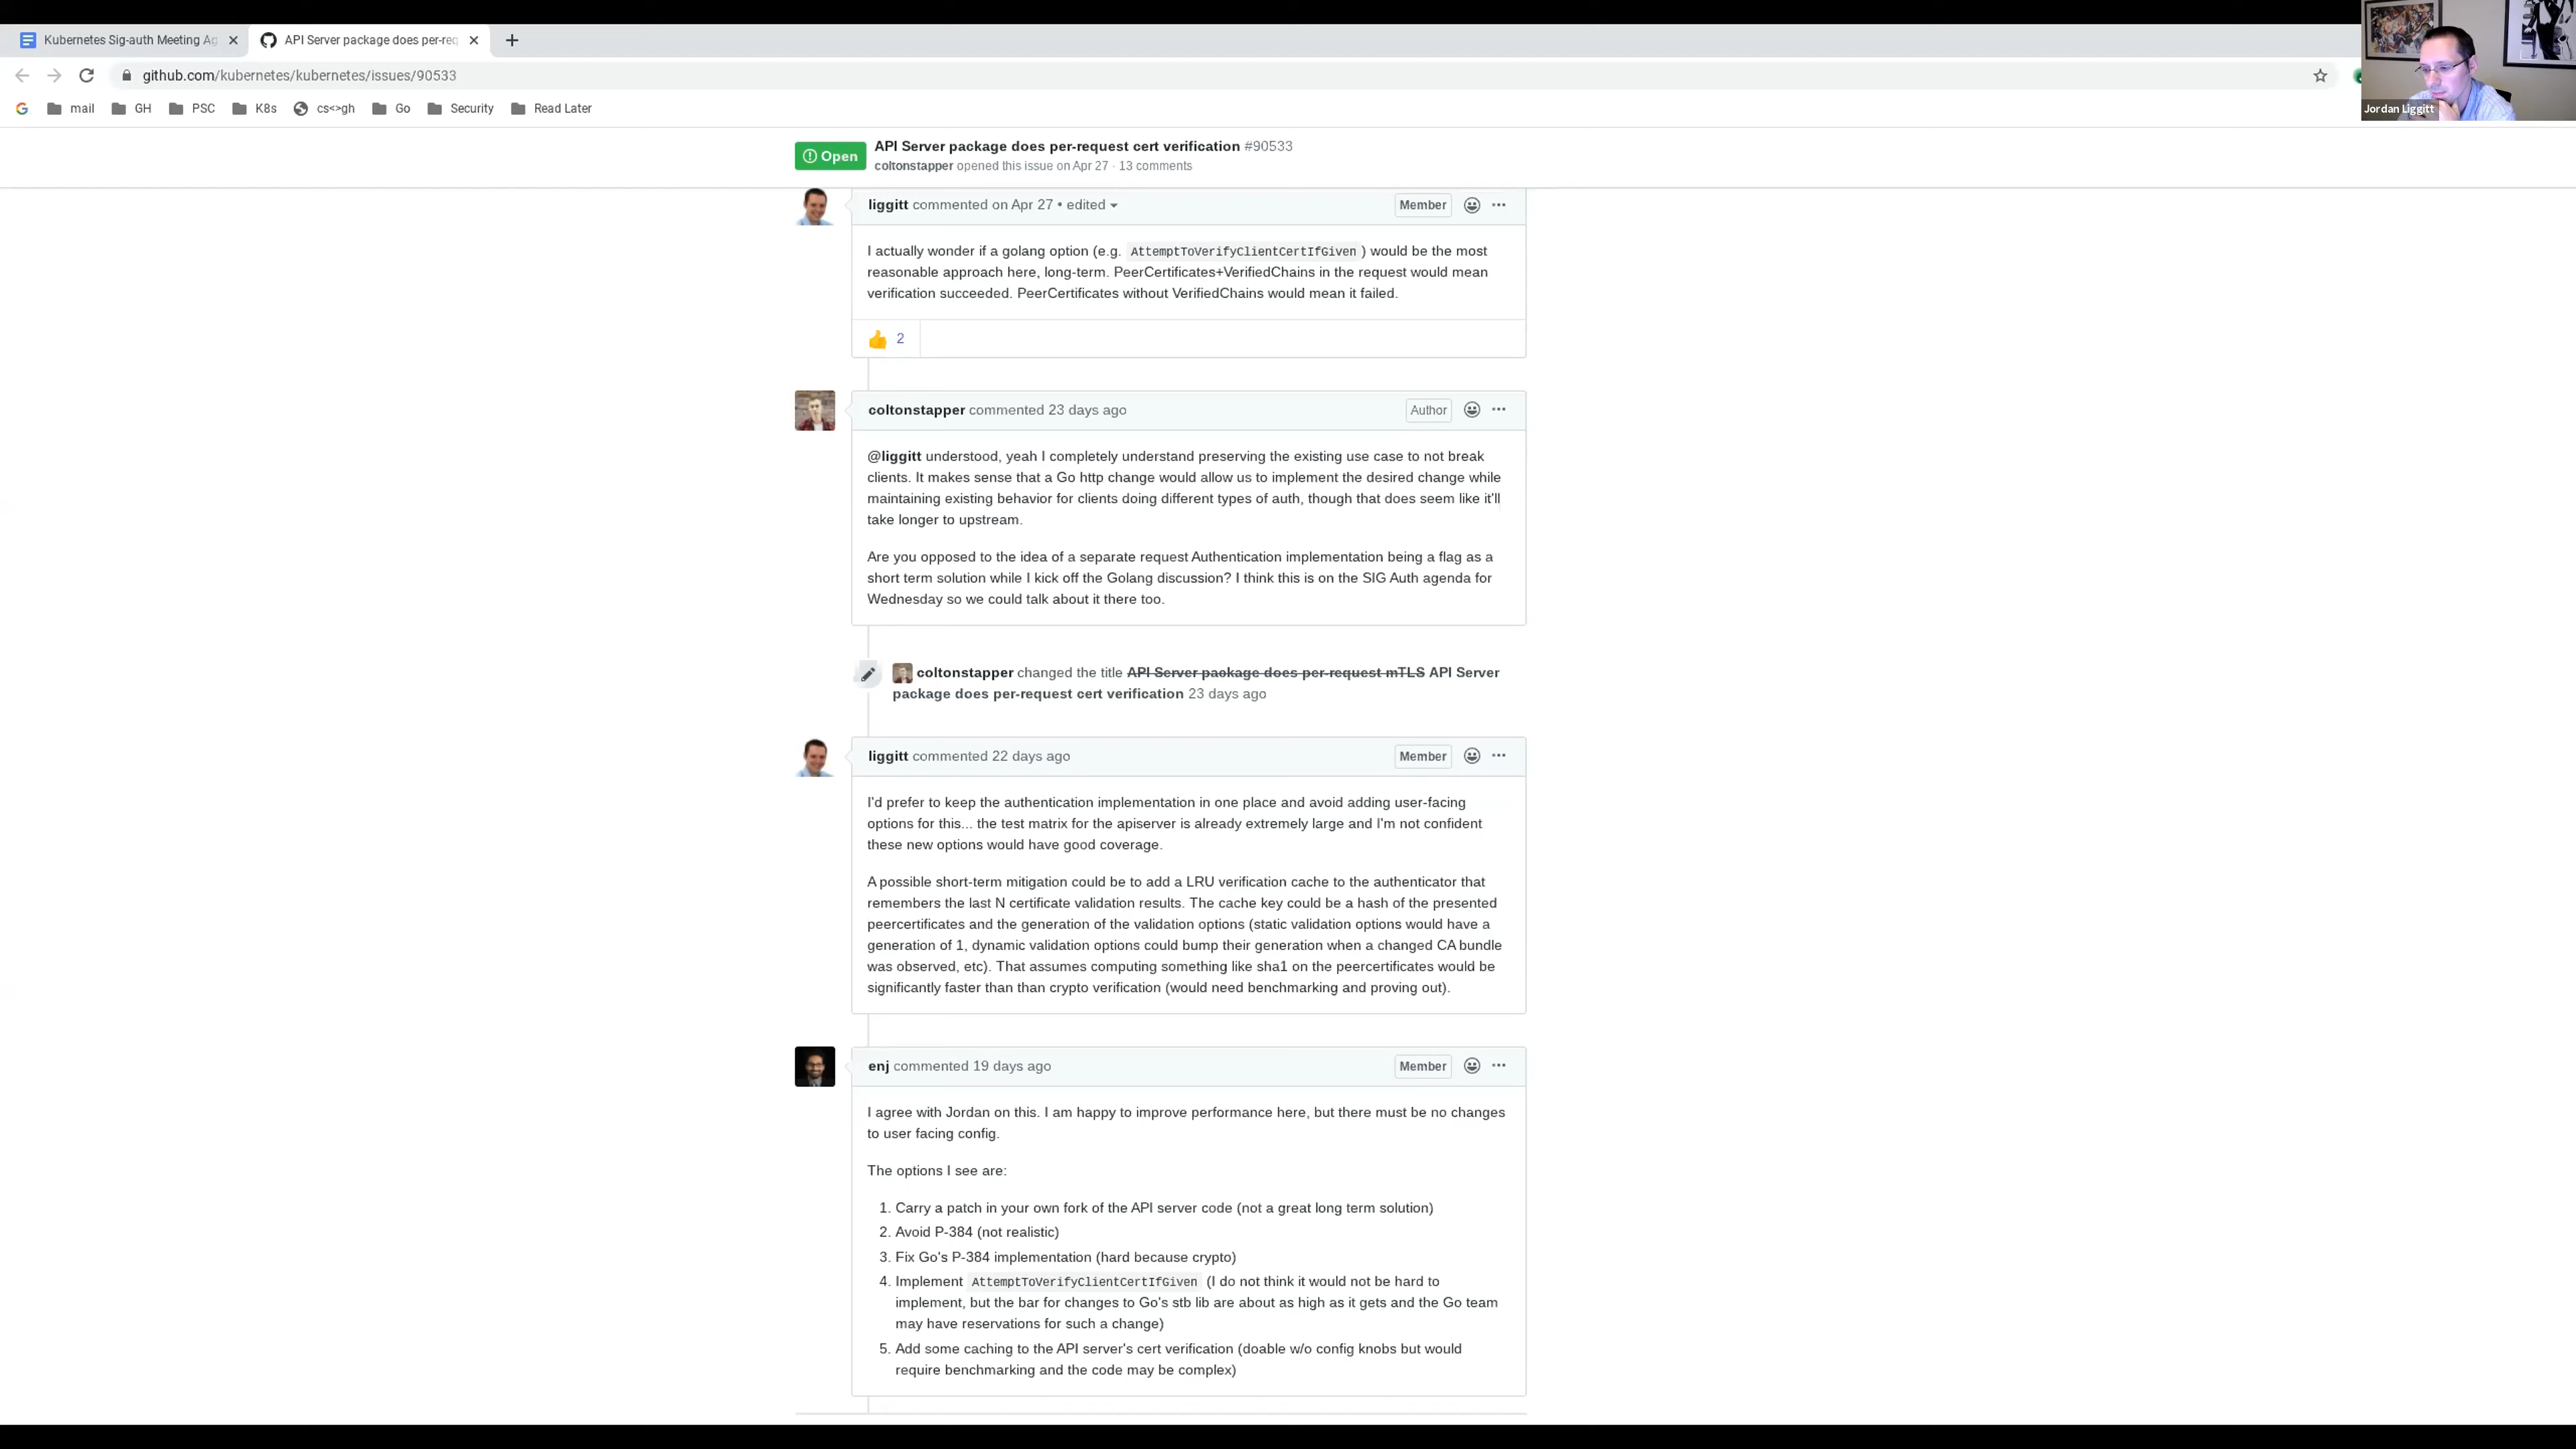 Kubernetes Sig-auth Meeting Ag
API Server package does per-req
github.com/kubernetes/kubernetes/issues/90533
mail GH PSC K8s cs<>gh Go Security Read Later
Jordan Liggitt
Open
API Server package does per-request cert verification #90533
coltonstapper opened this issue on Apr 27 · 13 comments
liggitt commented on Apr 27 • edited
Member
I actually wonder if a golang option (e.g. AttemptToVerifyClientCertIfGiven ) would be the most
reasonable approach here, long-term. PeerCertificates+VerifiedChains in the request would mean
verification succeeded. PeerCertificates without VerifiedChains would mean it failed.
👍 2
coltonstapper commented 23 days ago
Author
@liggitt understood, yeah I completely understand preserving the existing use case to not break
clients. It makes sense that a Go http change would allow us to implement the desired change while
maintaining existing behavior for clients doing different types of auth, though that does seem like it'll
take longer to upstream.
Are you opposed to the idea of a separate request Authentication implementation being a flag as a
short term solution while I kick off the Golang discussion? I think this is on the SIG Auth agenda for
Wednesday so we could talk about it there too.
coltonstapper changed the title API Server package does per-request mTLS API Server
package does per-request cert verification 23 days ago
liggitt commented 22 days ago
Member
I'd prefer to keep the authentication implementation in one place and avoid adding user-facing
options for this... the test matrix for the apiserver is already extremely large and I'm not confident
these new options would have good coverage.
A possible short-term mitigation could be to add a LRU verification cache to the authenticator that
remembers the last N certificate validation results. The cache key could be a hash of the presented
peercertificates and the generation of the validation options (static validation options would have a
generation of 1, dynamic validation options could bump their generation when a changed CA bundle
was observed, etc). That assumes computing something like sha1 on the peercertificates would be
significantly faster than than crypto verification (would need benchmarking and proving out).
enj commented 19 days ago
Member
I agree with Jordan on this. I am happy to improve performance here, but there must be no changes
to user facing config.
The options I see are:
1. Carry a patch in your own fork of the API server code (not a great long term solution)
2. Avoid P-384 (not realistic)
3. Fix Go's P-384 implementation (hard because crypto)
4. Implement AttemptToVerifyClientCertIfGiven (I do not think it would not be hard to
implement, but the bar for changes to Go's stb lib are about as high as it gets and the Go team
may have reservations for such a change)
5. Add some caching to the API server's cert verification (doable w/o config knobs but would
require benchmarking and the code may be complex)